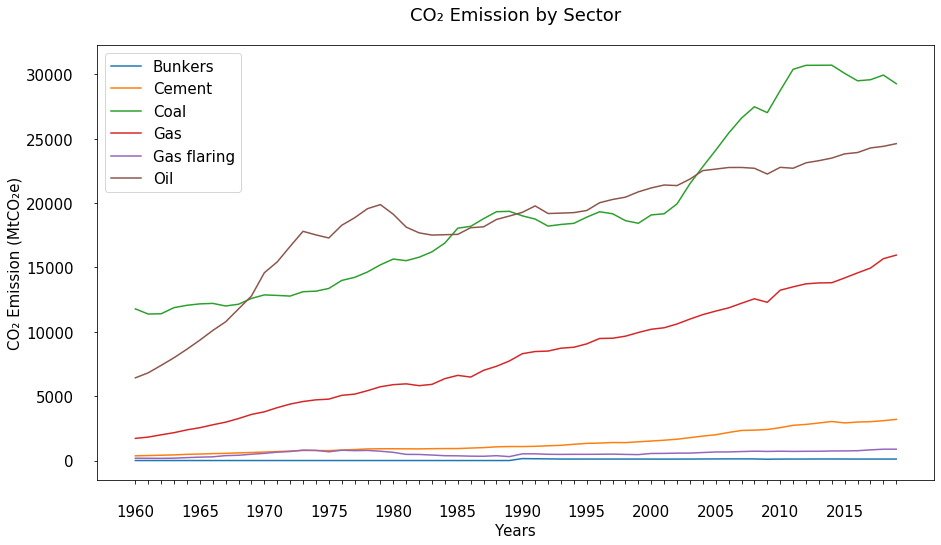 CO₂ Emission by Sector
Bunkers
Cement
Coal
Gas
Gas flaring
Oil
CO₂ Emission (MtCO₂e)
30000
25000
20000
15000
10000
5000
0
1960 1965 1970 1975 1980 1985 1990 1995 2000 2005 2010 2015
Years